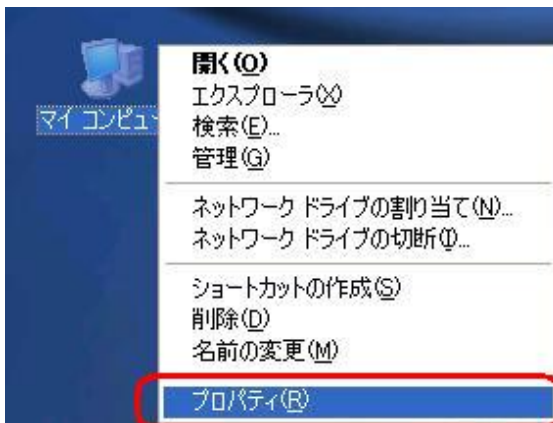 開く(O)
エクスプローラ(X)
マイ コンピュ
検索(E)...
管理(G)
ネットワーク ドライブの割り当て(N)...
ネットワーク ドライブの切断(I)...
ショートカットの作成(S)
削除(D)
名前の変更(M)
プロパティ(R)